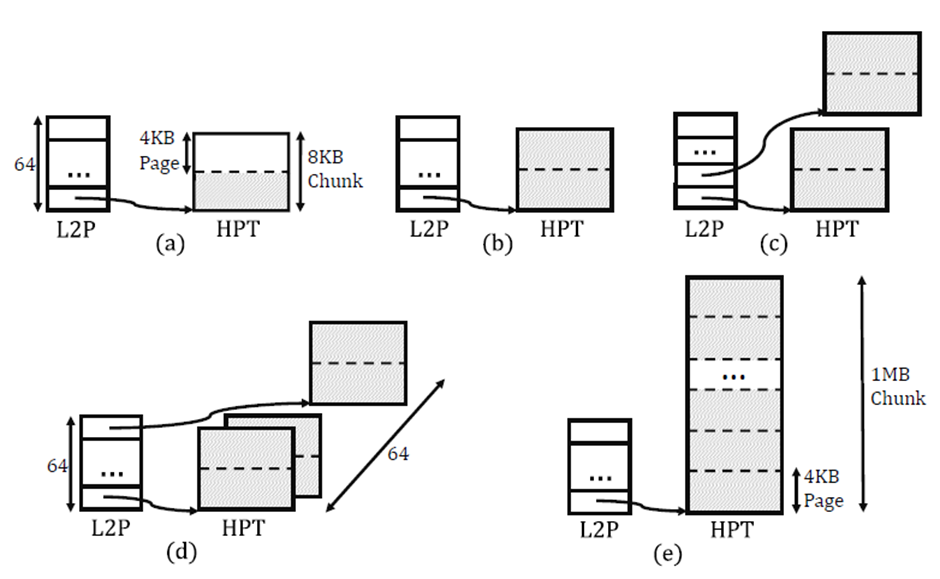 64
...
L2P
4KB
Page
8KB
Chunk
HPT
(a)
...
L2P
HPT
(b)
...
L2P
HPT
(c)
64
...
L2P
HPT
64
(d)
...
L2P
...
HPT
1MB
Chunk
4KB
Page
(e)